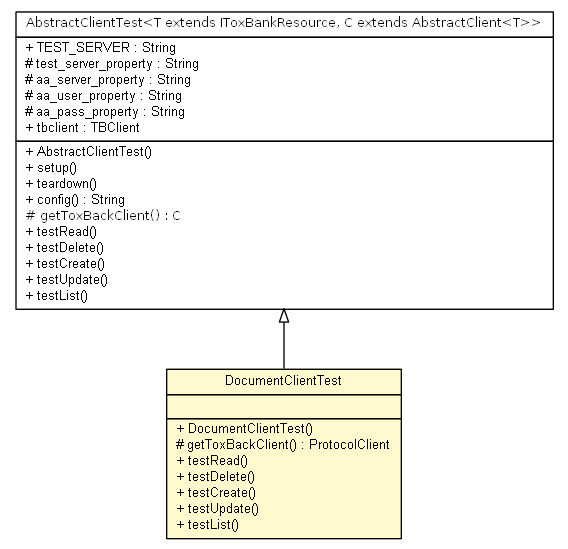 AbstractClientTest<T extends IToxBankResource, C extends AbstractClient<T>>
+ TEST_SERVER : String
# test_server_property : String
# aa_server_property : String
# aa_user_property : String
# aa_pass_property : String
+ tbclient : TBClient
+ AbstractClientTest()
+ setup()
+ teardown()
+ config() : String
# getToxBackClient() : C
+ testRead()
+ testDelete()
+ testCreate()
+ testUpdate()
+ testList()
DocumentClientTest
+ DocumentClientTest()
# getToxBackClient() : ProtocolClient
+ testRead()
+ testDelete()
+ testCreate()
+ testUpdate()
+ testList()